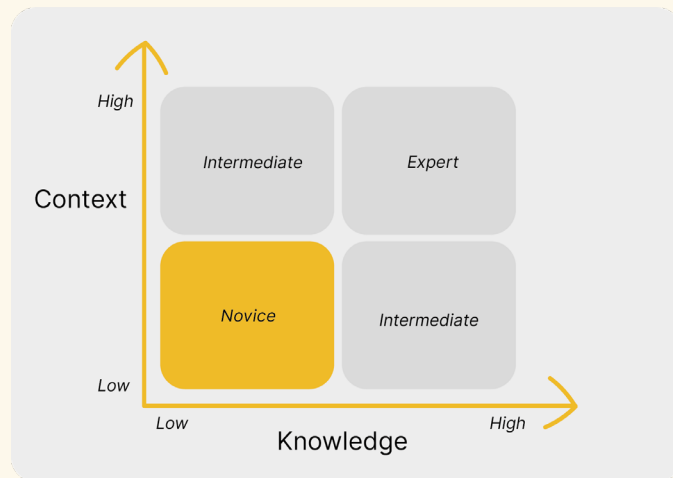 High
Intermediate
Expert
Context
Novice
Intermediate
Low
Low
High
Knowledge